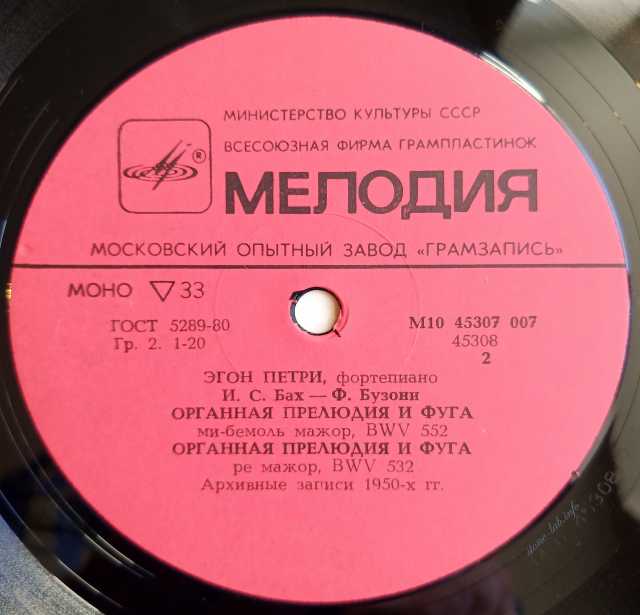 МИНИСТЕРСТВО КУЛЬТУРЫ СССР
ВСЕСОЮЗНАЯ ФИРМА ГРАМПЛАСТИНОК
®
МЕЛОДИЯ
МОСКОВСКИЙ ОПЫТНЫЙ ЗАВОД «ГРАМЗАПИСЬ»
МОНО ▽ 33
ГОСТ 5289-80
М10 45307 007
Гр. 2. 1-20
45308
2
ЭГОН ПЕТРИ, фортепиано
И. С. Бах — Ф. Бузони
ОРГАННАЯ ПРЕЛЮДИЯ И ФУГА
ми-бемоль мажор, BWV 552
ОРГАННАЯ ПРЕЛЮДИЯ И ФУГА
ре мажор, BWV 532
Архивные записи 1950-х гг.